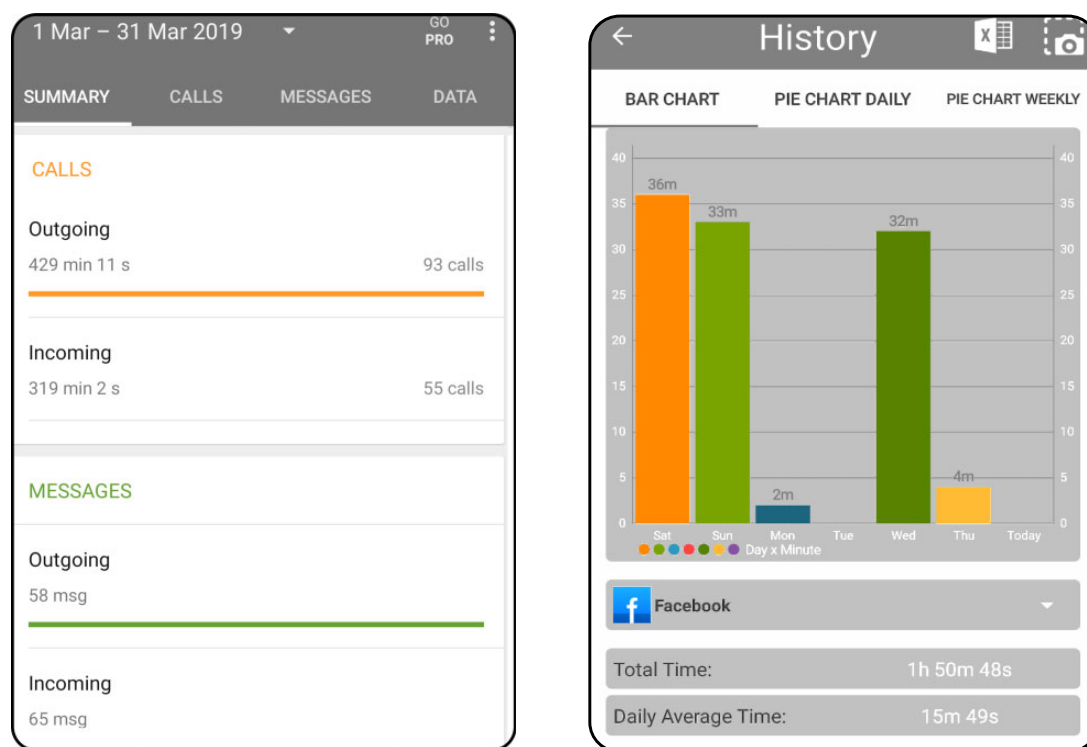 1 Mar – 31 Mar 2019
GO
PRO
SUMMARY CALLS MESSAGES DATA
CALLS
Outgoing
429 min 11 s 93 calls
Incoming
319 min 2 s 55 calls
MESSAGES
Outgoing
58 msg
Incoming
65 msg
History
X
BAR CHART PIE CHART DAILY PIE CHART WEEKLY
40 40
36m
35 35
33m
32m
30 30
25 25
20 20
15 15
10 10
5 4m 5
2m
0 0
Sat Sun Mon Tue Wed Thu Today
Day x Minute
f Facebook
Total Time: 1h 50m 48s
Daily Average Time: 15m 49s